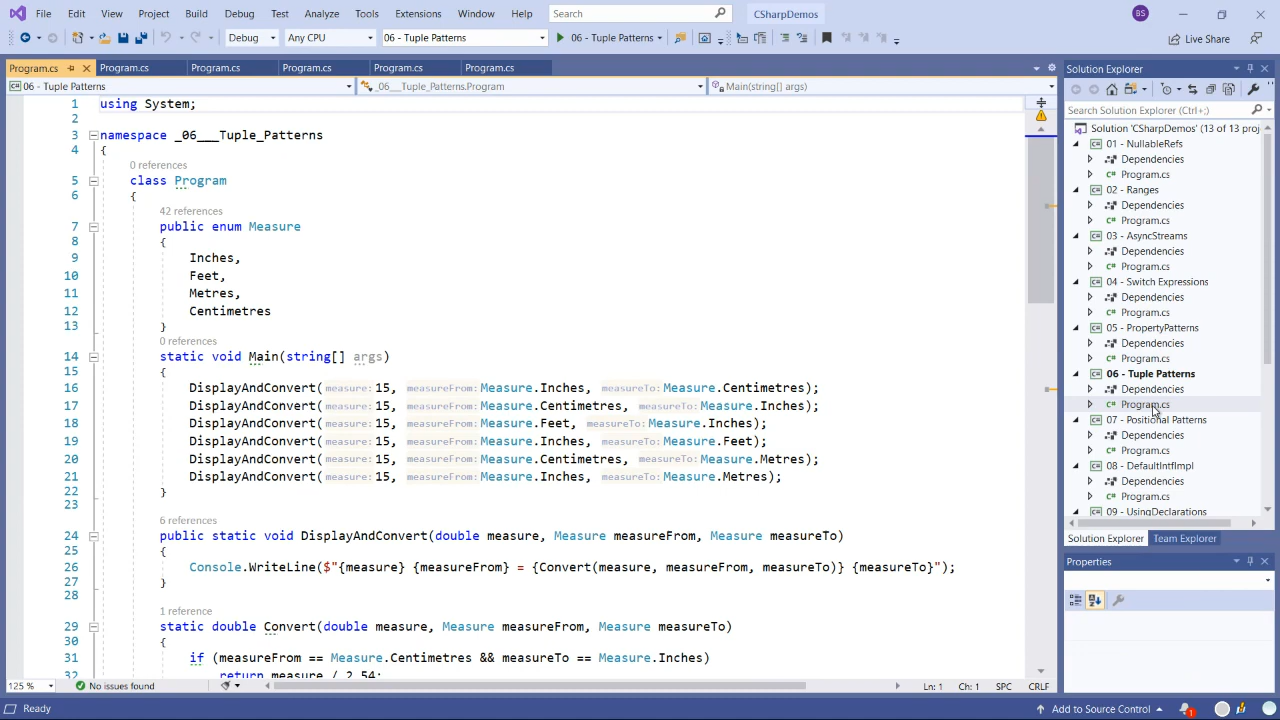 File Edit View Project Build Debug Test Analyze Tools Extensions Window Help Search CSharpDemos BS
Debug Any CPU 06 - Tuple Patterns 06 - Tuple Patterns Live Share
Program.cs Program.cs Program.cs Program.cs Program.cs Program.cs
06 - Tuple Patterns _06___Tuple_Patterns.Program Main(string[] args)
1 using System;
2
3 namespace _06___Tuple_Patterns
4 {
0 references
5 class Program
6 {
42 references
7 public enum Measure
8 {
9 Inches,
10 Feet,
11 Metres,
12 Centimetres
13 }
0 references
14 static void Main(string[] args)
15 {
16 DisplayAndConvert(measure: 15, measureFrom: Measure.Inches, measureTo: Measure.Centimetres);
17 DisplayAndConvert(measure: 15, measureFrom: Measure.Centimetres, measureTo: Measure.Inches);
18 DisplayAndConvert(measure: 15, measureFrom: Measure.Feet, measureTo: Measure.Inches);
19 DisplayAndConvert(measure: 15, measureFrom: Measure.Inches, measureTo: Measure.Feet);
20 DisplayAndConvert(measure: 15, measureFrom: Measure.Centimetres, measureTo: Measure.Metres);
21 DisplayAndConvert(measure: 15, measureFrom: Measure.Inches, measureTo: Measure.Metres);
22 }
23
6 references
24 public static void DisplayAndConvert(double measure, Measure measureFrom, Measure measureTo)
25 {
26 Console.WriteLine($"{measure} {measureFrom} = {Convert(measure, measureFrom, measureTo)} {measureTo}");
27 }
28
1 reference
29 static double Convert(double measure, Measure measureFrom, Measure measureTo)
30 {
31 if (measureFrom == Measure.Centimetres && measureTo == Measure.Inches)
32 return measure / 2.54;
125 % No issues found Ln: 1 Ch: 1 SPC CRLF
Solution Explorer
Search Solution Explorer (Ctrl+;)
Solution 'CSharpDemos' (13 of 13 proj
01 - NullableRefs
Dependencies
Program.cs
02 - Ranges
Dependencies
Program.cs
03 - AsyncStreams
Dependencies
Program.cs
04 - Switch Expressions
Dependencies
Program.cs
05 - PropertyPatterns
Dependencies
Program.cs
06 - Tuple Patterns
Dependencies
Program.cs
07 - Positional Patterns
Dependencies
Program.cs
08 - DefaultIntfImpl
Dependencies
Program.cs
09 - UsingDeclarations
Solution Explorer Team Explorer
Properties
Ready Add to Source Control 1